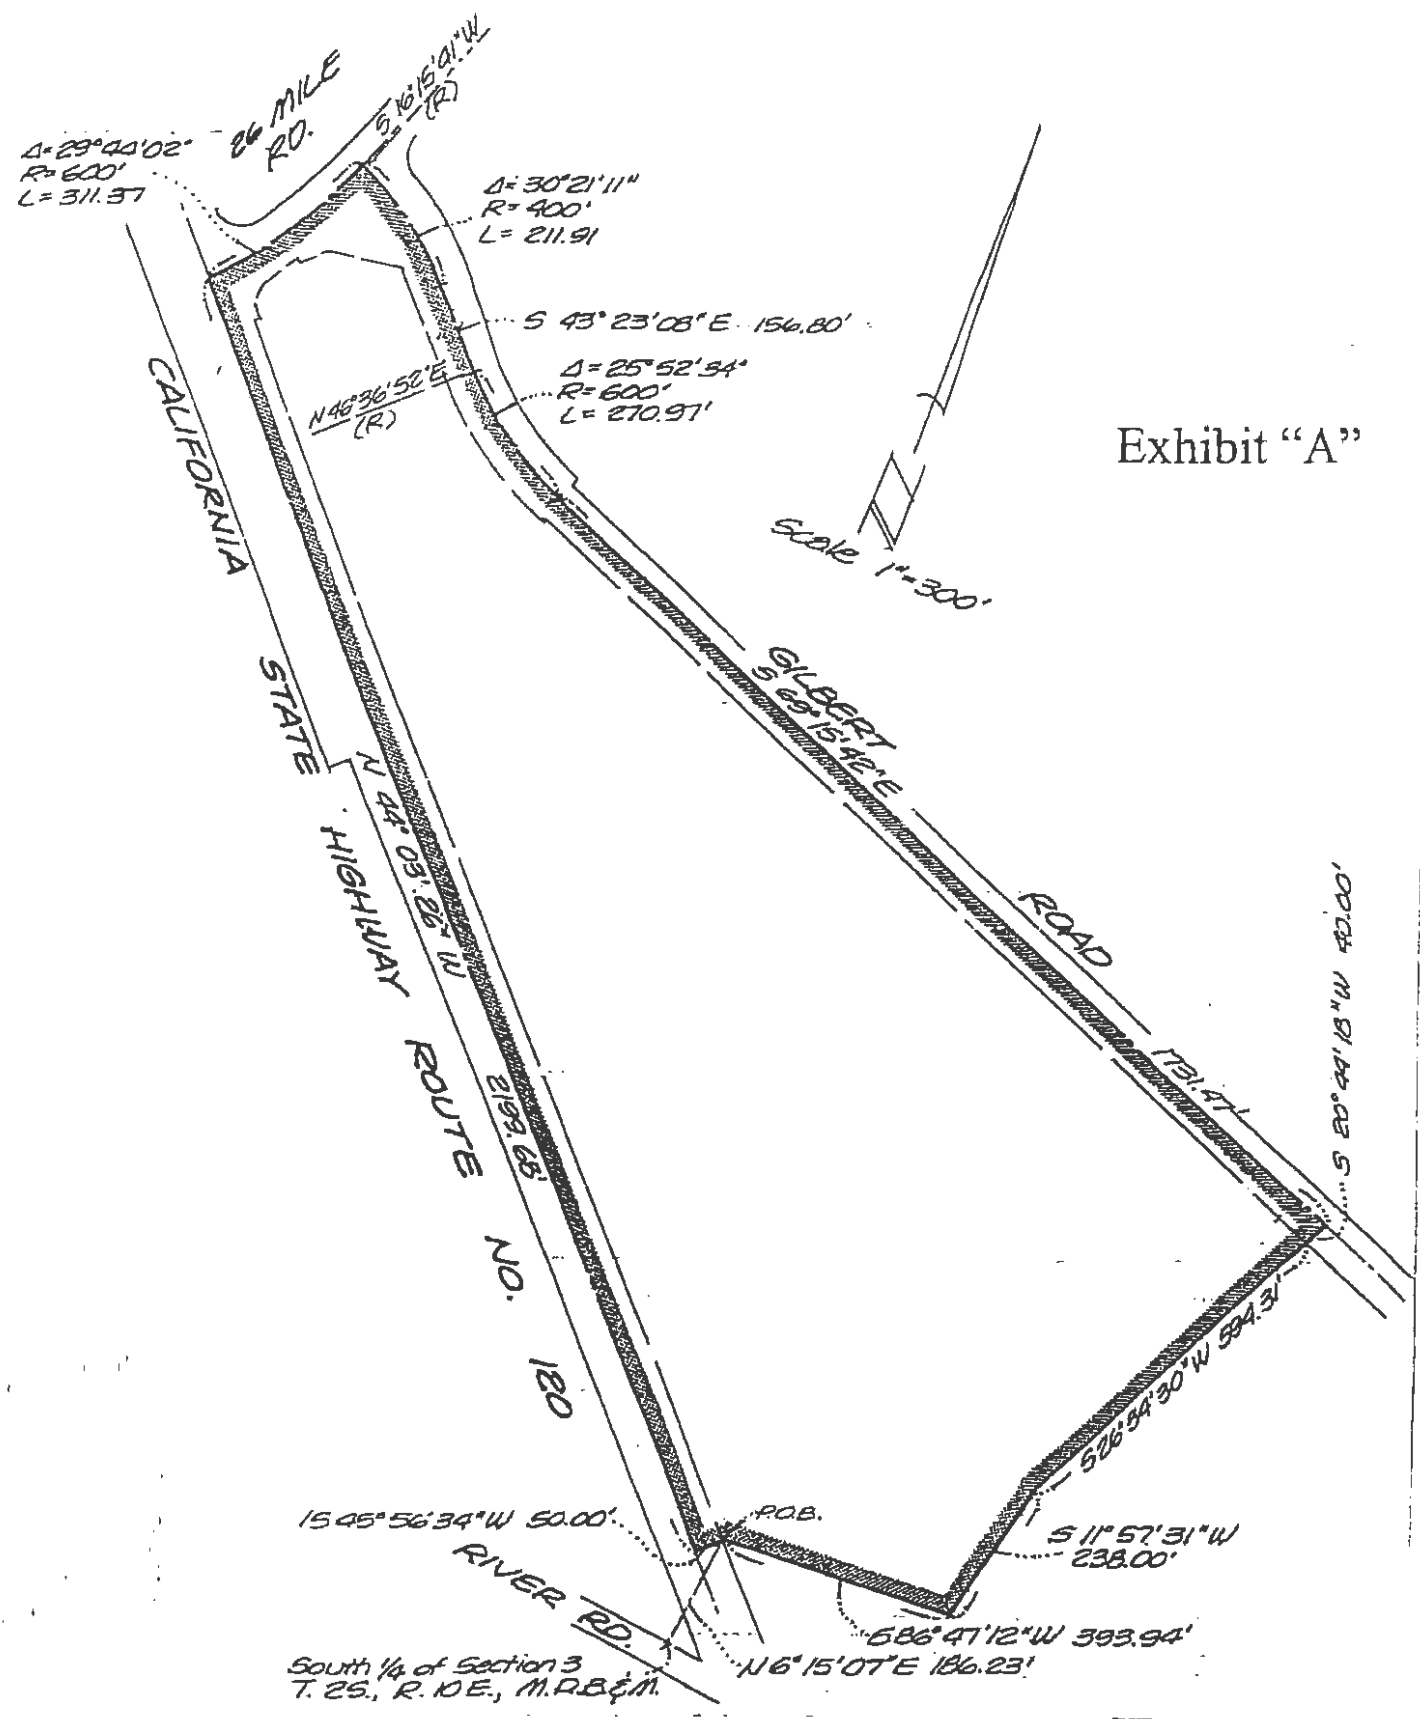 26 MILE
RD.
S 16°15'41"W
(R)
Δ=29°44'02"
R=600'
L=311.37
Δ=30°21'11"
R=400'
L=211.91
S 43°23'08"E 156.80'
Δ=25°52'34"
R=600'
L=270.97'
N46°36'52"E
(R)
Exhibit “A”
Scale 1"=300'
CALIFORNIA STATE HIGHWAY ROUTE NO. 120
N 44° 03' 26" W 2199.68'
GILBERT ROAD
S 69°15'42"E 1731.47'
S 20°44'18"W 40.00'
S26°34'30"W 594.31'
S 11°57'31"W
238.00'
P.O.B.
S 45°56'34"W 50.00'
RIVER RD.
S86°47'12"W 393.94'
N6°15'07"E 186.23'
South 1/4 of Section 3
T. 2S., R. 10 E., M.D.B.&M.